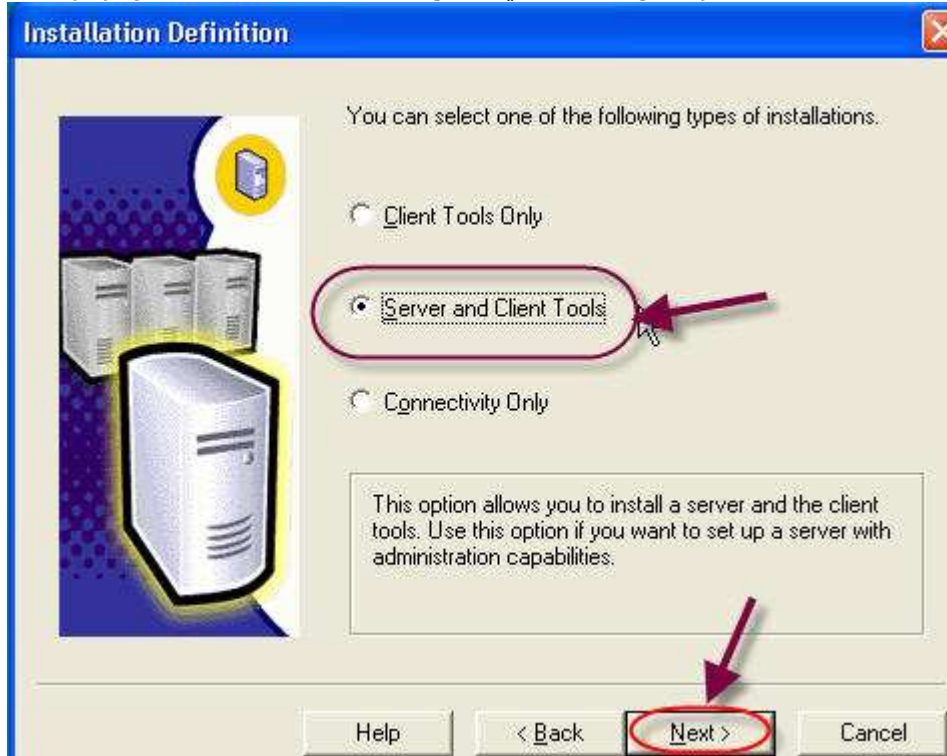 Installation Definition
You can select one of the following types of installations.
Client Tools Only
Server and Client Tools
Connectivity Only
This option allows you to install a server and the client
tools. Use this option if you want to set up a server with
administration capabilities.
Help
< Back
Next >
Cancel